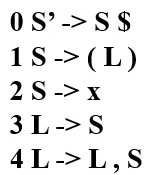 0 S’ -> S $
1 S -> ( L )
2 S -> x
3 L -> S
4 L -> L , S